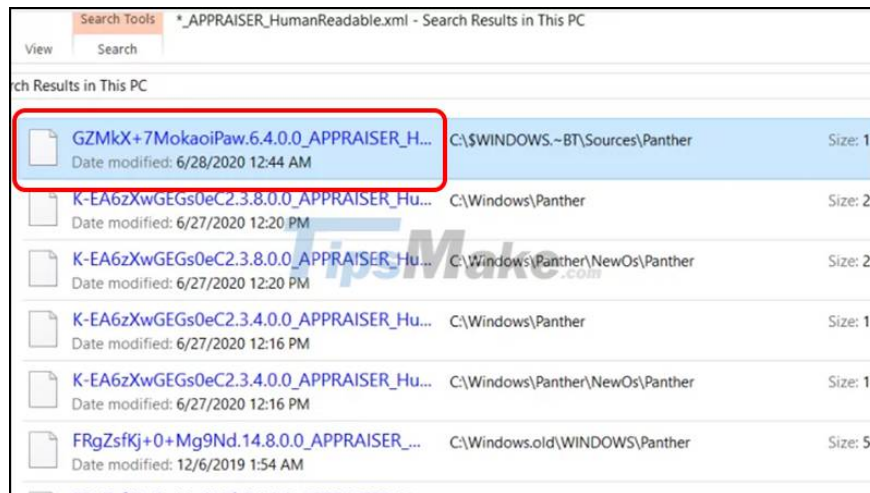 Search Tools
*_APPRAISER_HumanReadable.xml - Search Results in This PC
View
Search
rch Results in This PC
GZMkX+7MokaoiPaw.6.4.0.0_APPRAISER_H... C:\$WINDOWS.~BT\Sources\Panther Size: 1
Date modified: 6/28/2020 12:44 AM
K-EA6zXwGEGs0eC2.3.8.0.0_APPRAISER_Hu... C:\Windows\Panther Size: 2
Date modified: 6/27/2020 12:20 PM
K-EA6zXwGEGs0eC2.3.8.0.0_APPRAISER_Hu... C:\Windows\Panther\NewOs\Panther Size: 2
Date modified: 6/27/2020 12:20 PM
TipsMake.com
K-EA6zXwGEGs0eC2.3.4.0.0_APPRAISER_Hu... C:\Windows\Panther Size: 1
Date modified: 6/27/2020 12:16 PM
K-EA6zXwGEGs0eC2.3.4.0.0_APPRAISER_Hu... C:\Windows\Panther\NewOs\Panther Size: 1
Date modified: 6/27/2020 12:16 PM
FRgZsfKj+0+Mg9Nd.14.8.0.0_APPRAISER_... C:\Windows.old\WINDOWS\Panther Size: 5
Date modified: 12/6/2019 1:54 AM